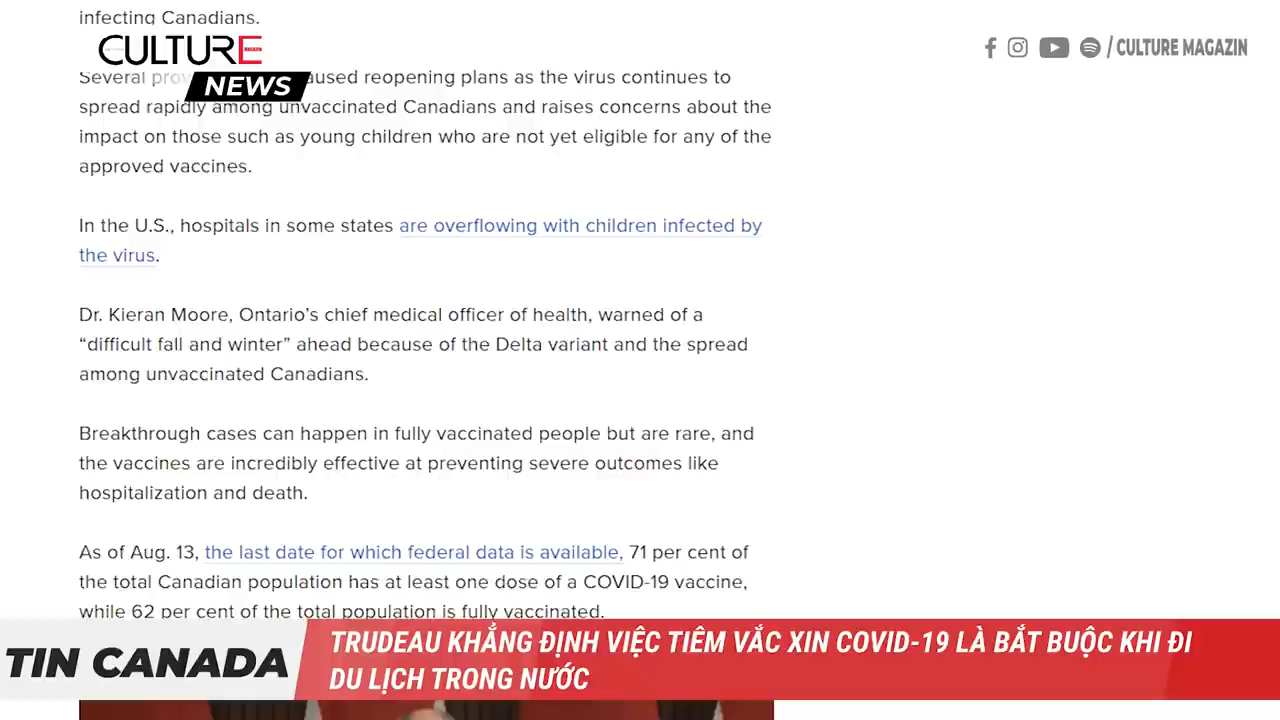 infecting Canadians.
CULTURE
NEWS
/ CULTURE MAGAZIN
Several aused reopening plans as the virus continues to
spread rapidly among unvaccinated Canadians and raises concerns about the
impact on those such as young children who are not yet eligible for any of the
approved vaccines.
In the U.S., hospitals in some states are overflowing with children infected by
the virus.
Dr. Kieran Moore, Ontario’s chief medical officer of health, warned of a
“difficult fall and winter” ahead because of the Delta variant and the spread
among unvaccinated Canadians.
Breakthrough cases can happen in fully vaccinated people but are rare, and
the vaccines are incredibly effective at preventing severe outcomes like
hospitalization and death.
As of Aug. 13, the last date for which federal data is available, 71 per cent of
the total Canadian population has at least one dose of a COVID-19 vaccine,
while 62 per cent of the total population is fully vaccinated.
TIN CANADA
TRUDEAU KHẲNG ĐỊNH VIỆC TIÊM VẮC XIN COVID-19 LÀ BẮT BUỘC KHI ĐI
DU LỊCH TRONG NƯỚC